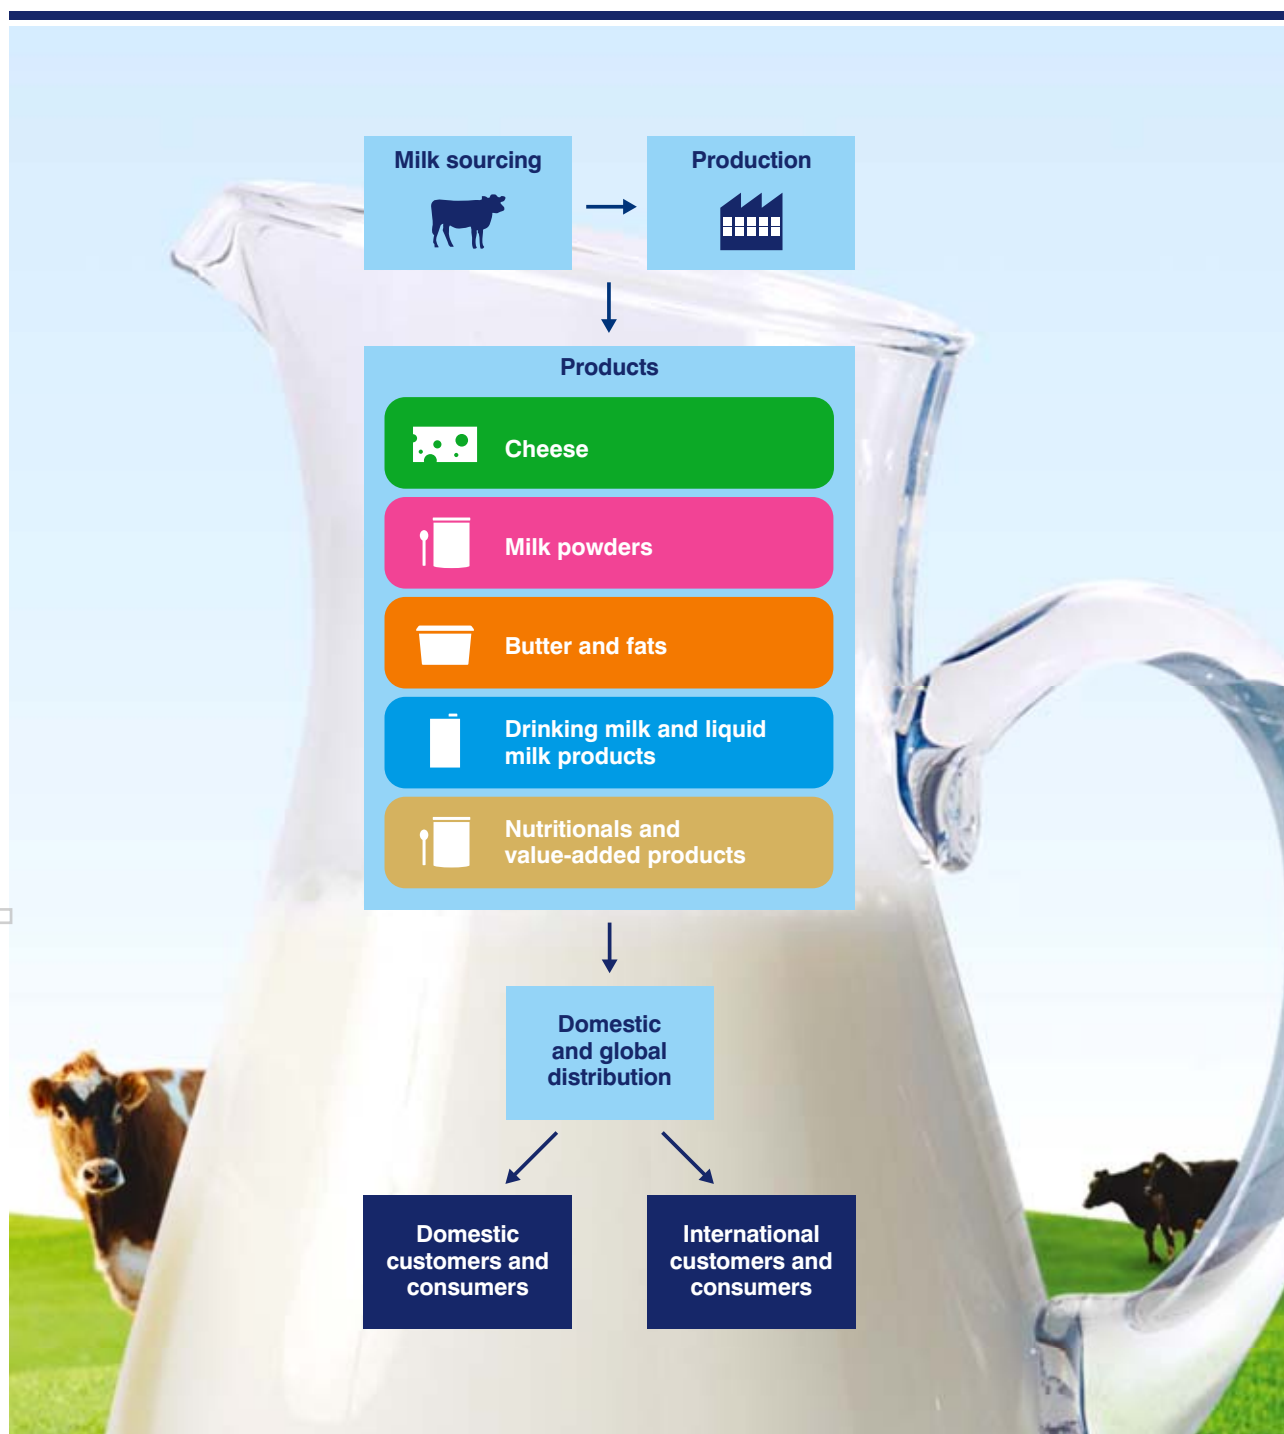 Milk sourcing
Production
Products
Cheese
Milk powders
Butter and fats
Drinking milk and liquid
milk products
Nutritionals and
value-added products
Domestic
and global
distribution
Domestic
customers and
consumers
International
customers and
consumers